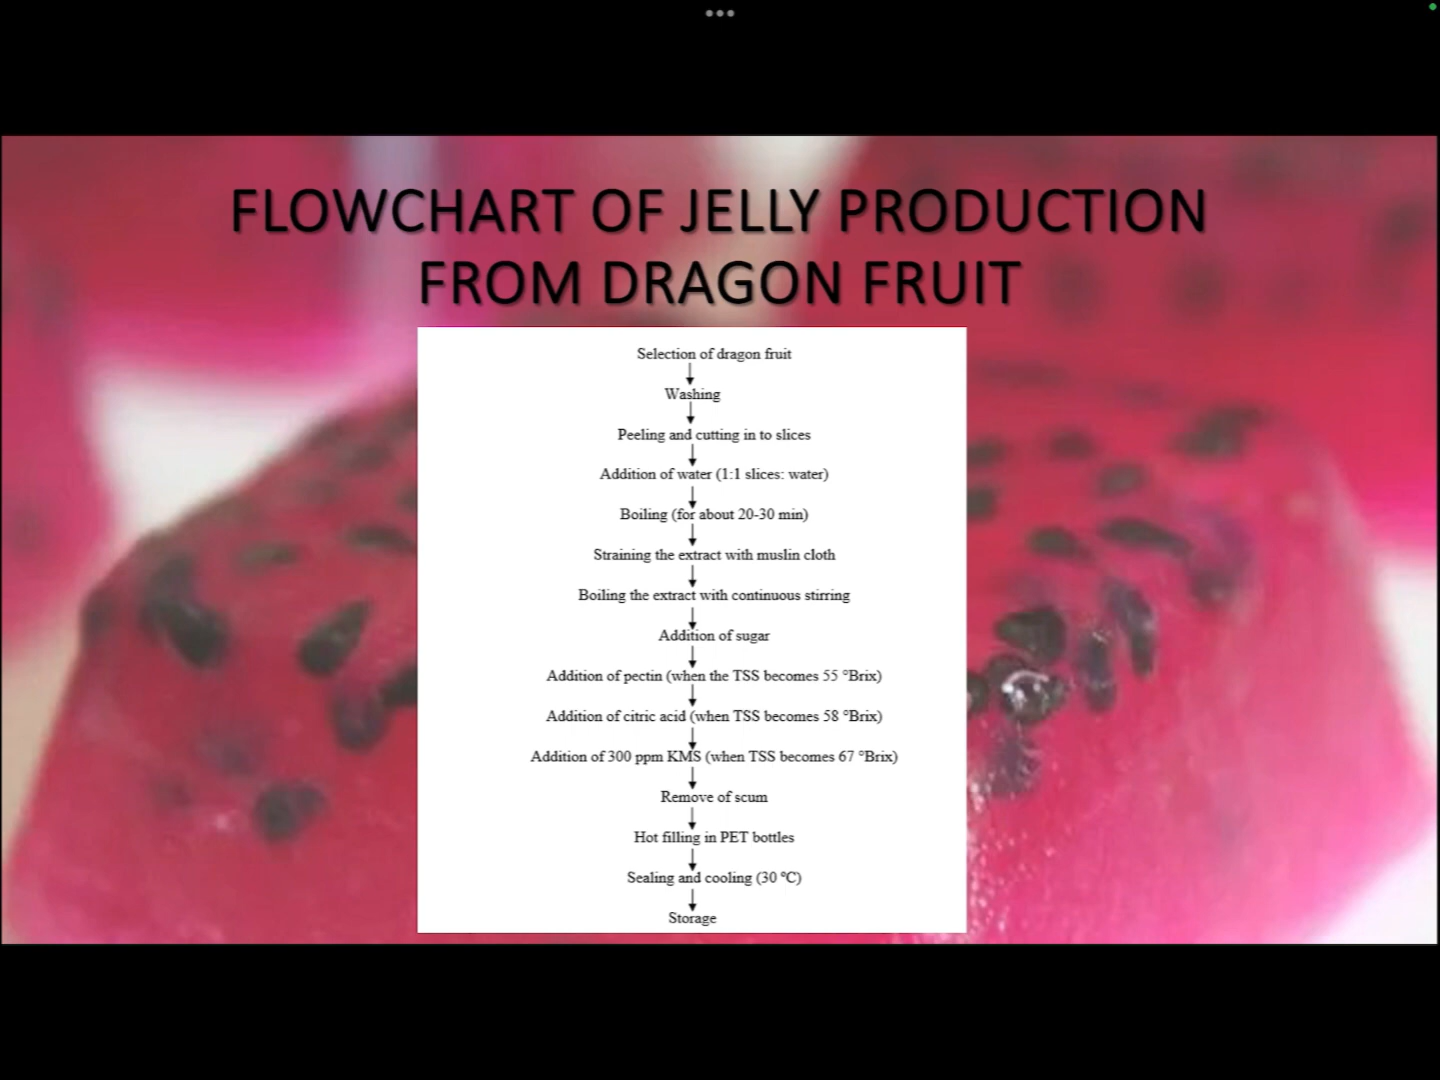 FLOWCHART OF JELLY PRODUCTION
FROM DRAGON FRUIT
Selection of dragon fruit
Washing
Peeling and cutting in to slices
Addition of water (1:1 slices: water)
Boiling (for about 20-30 min)
Straining the extract with muslin cloth
Boiling the extract with continuous stirring
Addition of sugar
Addition of pectin (when the TSS becomes 55 °Brix)
Addition of citric acid (when TSS becomes 58 °Brix)
Addition of 300 ppm KMS (when TSS becomes 67 °Brix)
Remove of scum
Hot filling in PET bottles
Sealing and cooling (30 °C)
Storage